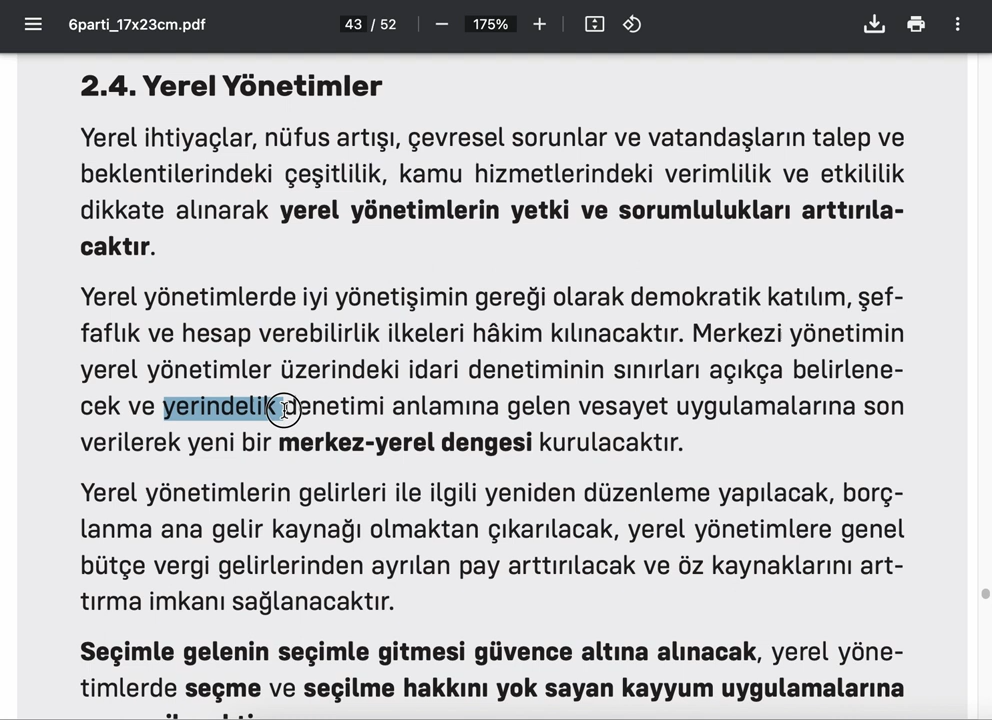 6parti_17x23cm.pdf 43 / 52 175%
2.4. Yerel Yönetimler
Yerel ihtiyaçlar, nüfus artışı, çevresel sorunlar ve vatandaşların talep ve
beklentilerindeki çeşitlilik, kamu hizmetlerindeki verimlilik ve etkililik
dikkate alınarak yerel yönetimlerin yetki ve sorumlulukları arttırıla-
caktır.
Yerel yönetimlerde iyi yönetişimin gereği olarak demokratik katılım, şef-
faflık ve hesap verebilirlik ilkeleri hâkim kılınacaktır. Merkezi yönetimin
yerel yönetimler üzerindeki idari denetiminin sınırları açıkça belirlene-
cek ve yerindelik denetimi anlamına gelen vesayet uygulamalarına son
verilerek yeni bir merkez-yerel dengesi kurulacaktır.
Yerel yönetimlerin gelirleri ile ilgili yeniden düzenleme yapılacak, borç-
lanma ana gelir kaynağı olmaktan çıkarılacak, yerel yönetimlere genel
bütçe vergi gelirlerinden ayrılan pay arttırılacak ve öz kaynaklarını art-
tırma imkanı sağlanacaktır.
Seçimle gelenin seçimle gitmesi güvence altına alınacak, yerel yöne-
timlerde seçme ve seçilme hakkını yok sayan kayyum uygulamalarına